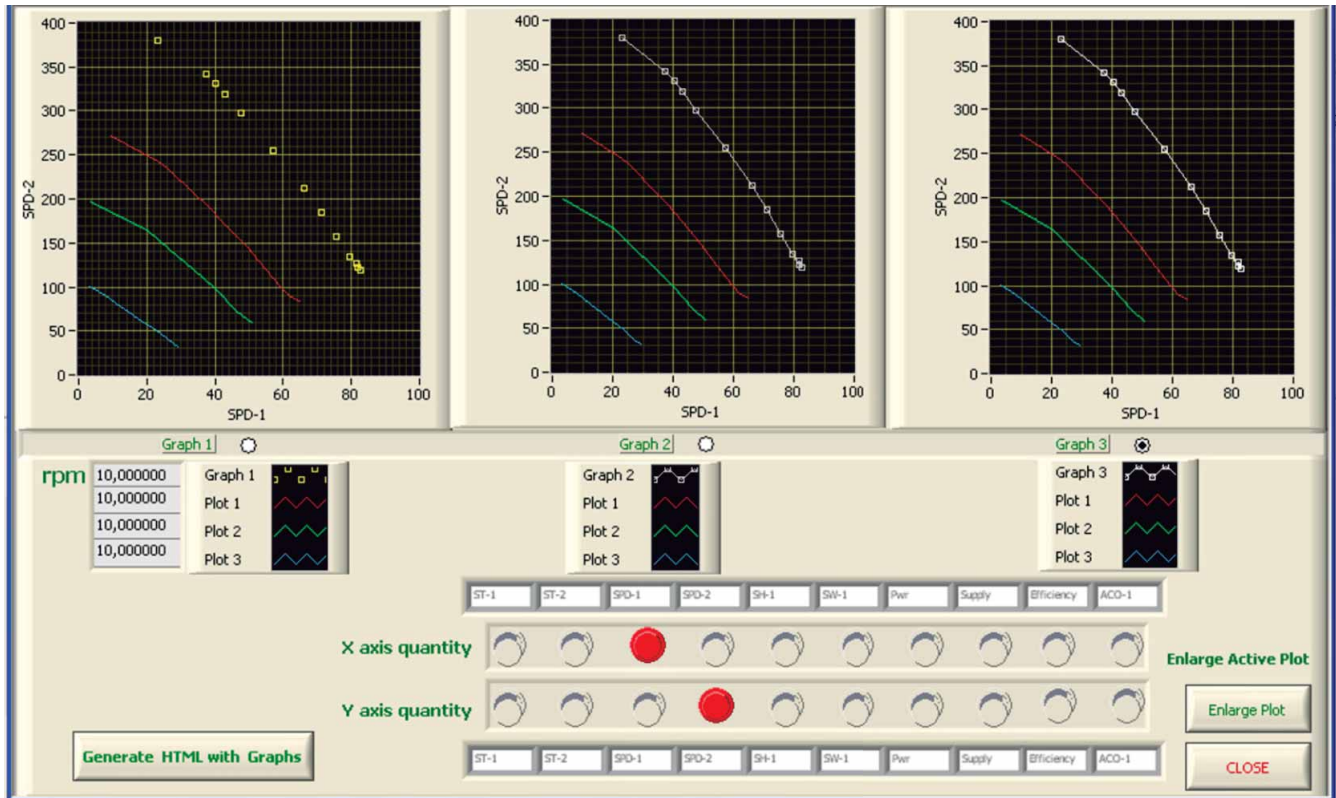 400
350
300
250
200
150
100
50
0
SPD-2
0 20 40 60 80 100
SPD-1
400
350
300
250
200
150
100
50
0
SPD-2
0 20 40 60 80 100
SPD-1
400
350
300
250
200
150
100
50
0
SPD-2
0 20 40 60 80 100
SPD-1
Graph 1 Graph 2 Graph 3
rpm
10,000000
10,000000
10,000000
10,000000
Graph 1
Plot 1
Plot 2
Plot 3
Graph 2
Plot 1
Plot 2
Plot 3
Graph 3
Plot 1
Plot 2
Plot 3
ST-1 ST-2 SPD-1 SPD-2 SH-1 SW-1 Pwr Supply Efficiency ACO-1
X axis quantity
Enlarge Active Plot
Y axis quantity
Enlarge Plot
Generate HTML with Graphs
ST-1 ST-2 SPD-1 SPD-2 SH-1 SW-1 Pwr Supply Efficiency ACO-1
CLOSE